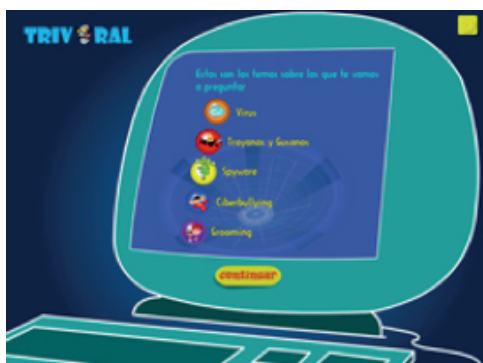 TRIVIRAL
Estos son los temas sobre los que te vamos
a preguntar
Virus
Troyanos y Gusanos
Spyware
Ciberbullying
Grooming
continuar